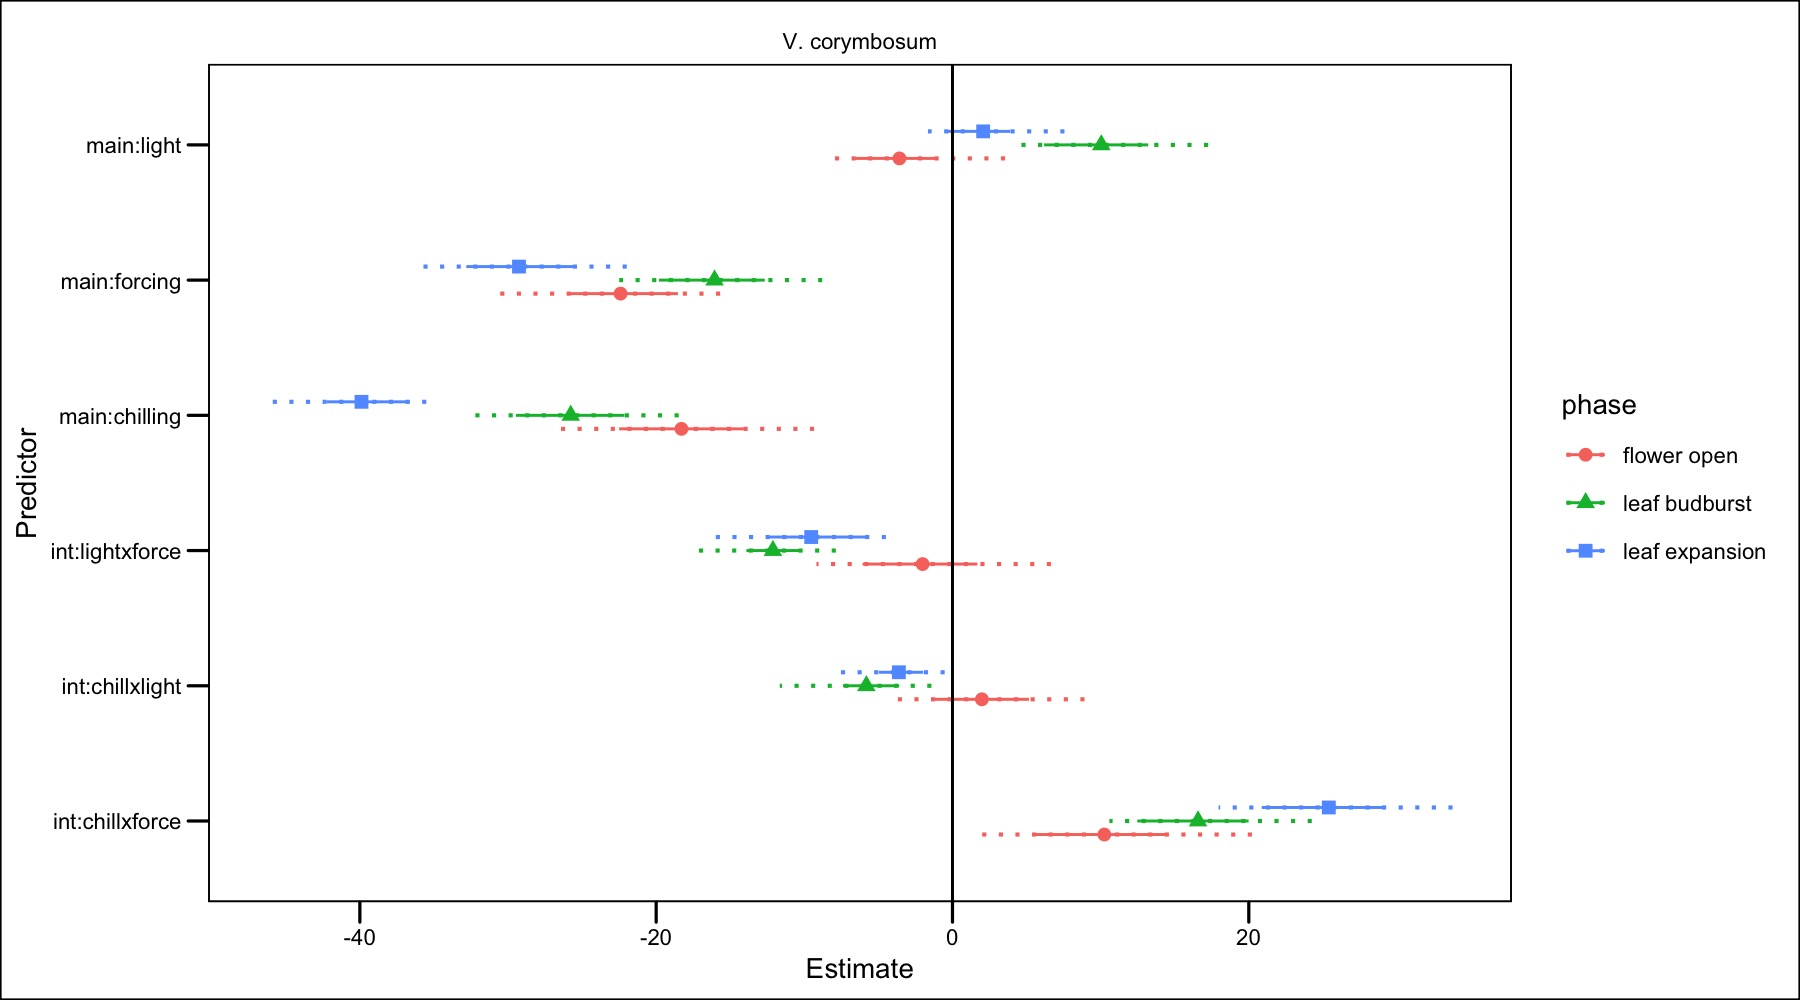 V. corymbosum
main:light
main:forcing
main:chilling
int:lightxforce
int:chillxlight
int:chillxforce
Predictor
-40
-20
0
20
Estimate
phase
flower open
leaf budburst
leaf expansion